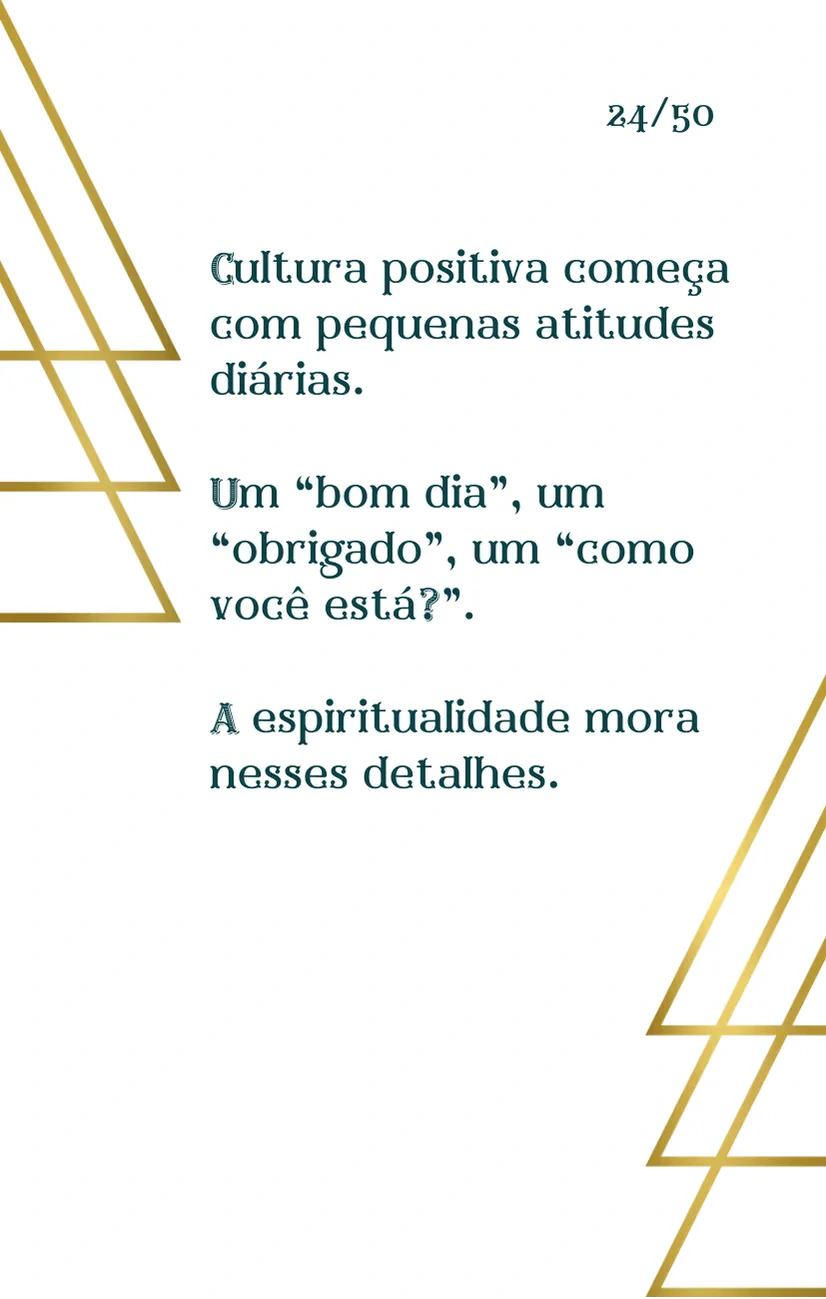 24/50
Cultura positiva começa
com pequenas atitudes
diárias.
Um “bom dia”, um
“obrigado”, um “como
você está?”.
A espiritualidade mora
nesses detalhes.